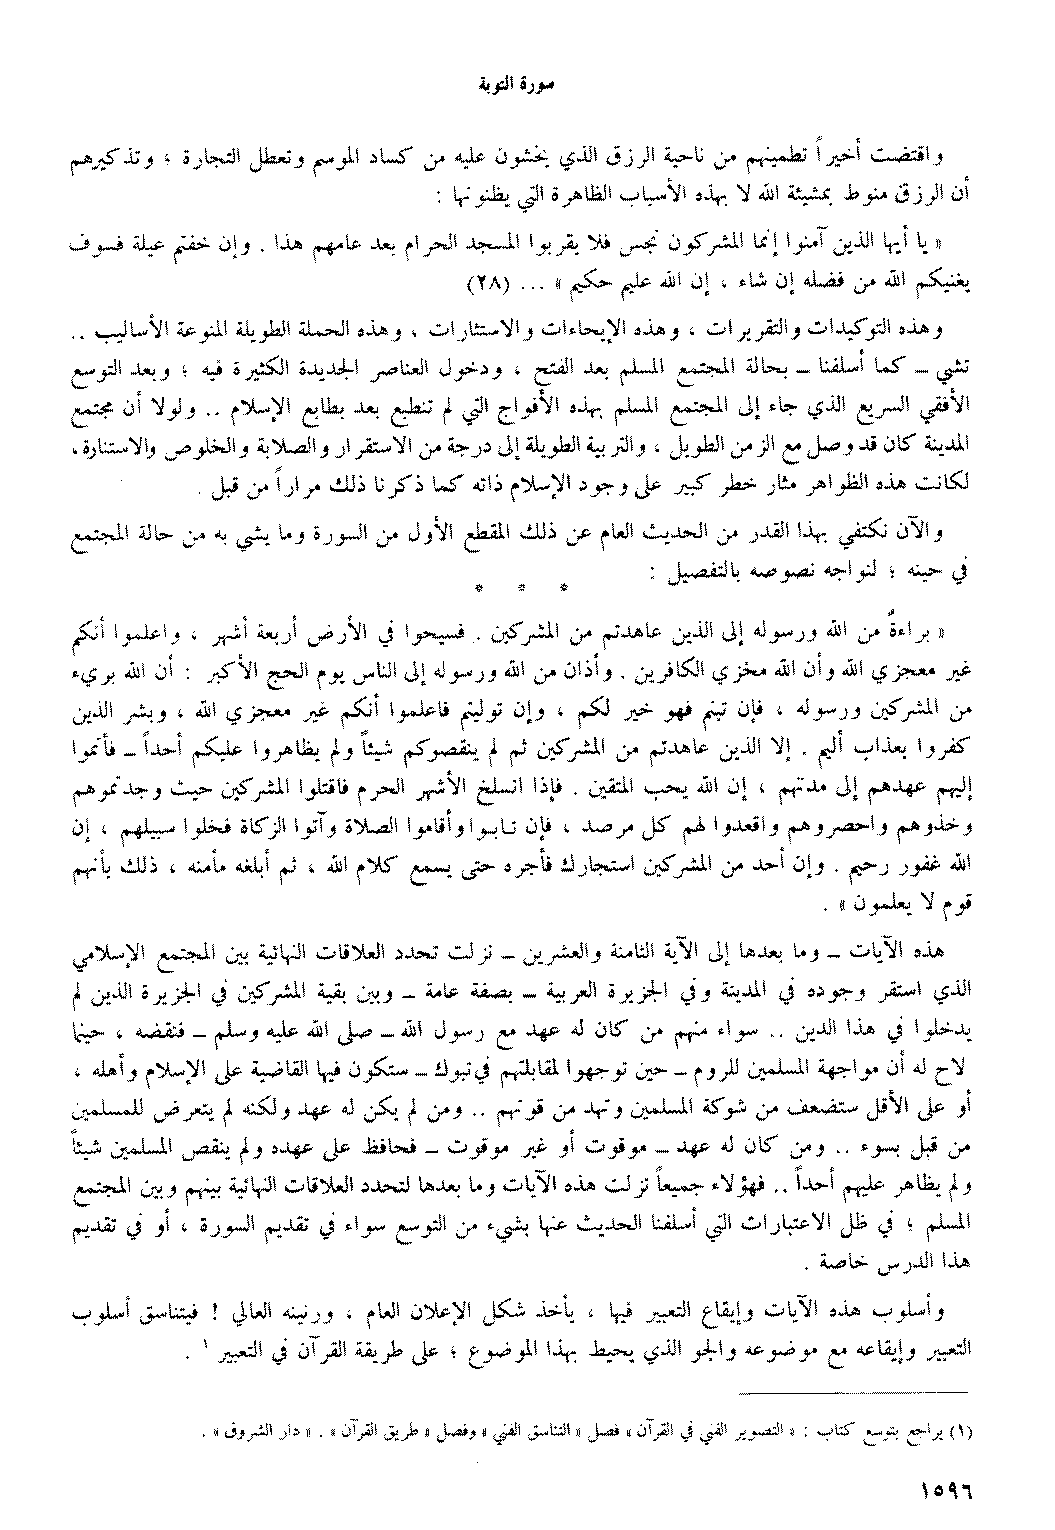 سورة التوبة
واقتضت أخيراً تطمينهم من ناحية الرزق الذي يخشون عليه من كساد الموسم وتعطل التجارة ؛ وتذكيرهم
أن الرزق منوط بمشيئة الله لا بهذه الأسباب الظاهرة التي يظنونها :
« يا أيها الذين آمنوا إنما المشركون نجس فلا يقربوا المسجد الحرام بعد عامهم هذا . وإن خفتم عيلة فسوف
يغنيكم الله من فضله إن شاء ، إن الله عليم حكيم » ... (٢٨)
وهذه التوكيدات والتقريرات ، وهذه الإيحاءات والاستثارات ، وهذه الحملة الطويلة المنوعة الأساليب ..
تشي – كما أسلفنا – بحالة المجتمع المسلم بعد الفتح ، ودخول العناصر الجديدة الكثيرة فيه ؛ وبعد التوسع
الأفقي السريع الذي جاء إلى المجتمع المسلم بهذه الأفواج التي لم تنطبع بعد بطابع الإسلام .. ولولا أن مجتمع
المدينة كان قد وصل مع الزمن الطويل ، والتربية الطويلة إلى درجة من الاستقرار والصلابة والخلوص والاستنارة،
لكانت هذه الظواهر مثار خطر كبير على وجود الإسلام ذاته كما ذكرنا ذلك مراراً من قبل .
والآن نكتفي بهذا القدر من الحديث العام عن ذلك المقطع الأول من السورة وما يشي به من حالة المجتمع
في حينه ؛ لنواجه نصوصه بالتفصيل :
* * *
« براءةٌ من الله ورسوله إلى الذين عاهدتم من المشركين . فسيحوا في الأرض أربعة أشهر ، واعلموا أنكم
غير معجزي الله وأن الله مخزي الكافرين . وأذان من الله ورسوله إلى الناس يوم الحج الأكبر : أن الله بريء
من المشركين ورسوله ، فإن تبتم فهو خير لكم ، وإن توليتم فاعلموا أنكم غير معجزي الله ، وبشر الذين
كفروا بعذاب أليم . إلا الذين عاهدتم من المشركين ثم لم ينقصوكم شيئاً ولم يظاهروا عليكم أحداً – فأتموا
إليهم عهدهم إلى مدتهم ، إن الله يحب المتقين . فإذا انسلخ الأشهر الحرم فاقتلوا المشركين حيث وجدتموهم
وخذوهم واحصروهم واقعدوا لهم كل مرصد ، فإن تابوا وأقاموا الصلاة وآتوا الزكاة فخلوا سبيلهم ، إن
الله غفور رحيم . وإن أحد من المشركين استجارك فأجره حتى يسمع كلام الله ، ثم أبلغه مأمنه ، ذلك بأنهم
قوم لا يعلمون » .
هذه الآيات – وما بعدها إلى الآية الثامنة والعشرين – نزلت تحدد العلاقات النهائية بين المجتمع الإسلامي
الذي استقر وجوده في المدينة وفي الجزيرة العربية – بصفة عامة – وبين بقية المشركين في الجزيرة الذين لم
يدخلوا في هذا الدين .. سواء منهم من كان له عهد مع رسول الله – صلى الله عليه وسلم – فنقضه ، حينما
لاح له أن مواجهة المسلمين للروم – حين توجهوا لمقابلتهم في تبوك – ستكون فيها القاضية على الإسلام وأهله ،
أو على الأقل ستضعف من شوكة المسلمين وتهد من قوتهم .. ومن لم يكن له عهد ولكنه لم يتعرض للمسلمين
من قبل بسوء .. ومن كان له عهد – موقوت أو غير موقوت – فحافظ على عهده ولم ينقص المسلمين شيئاً
ولم يظاهر عليهم أحداً .. فهؤلاء جميعاً نزلت هذه الآيات وما بعدها لتحدد العلاقات النهائية بينهم وبين المجتمع
المسلم ؛ في ظل الاعتبارات التي أسلفنا الحديث عنها بشيء من التوسع سواء في تقديم السورة ، أو في تقديم
هذا الدرس خاصة .
وأسلوب هذه الآيات وإيقاع التعبير فيها ، يأخذ شكل الإعلان العام ، ورنينه العالي ! فيتناسق أسلوب
التعبير وإيقاعه مع موضوعه والجو الذي يحيط بهذا الموضوع ؛ على طريقة القرآن في التعبير ١ .
(١) يراجع بتوسع كتاب : « التصوير الفني في القرآن » فصل « التناسق الفني » وفصل « طريق القرآن » . « دار الشروق » .
١٥٩٦